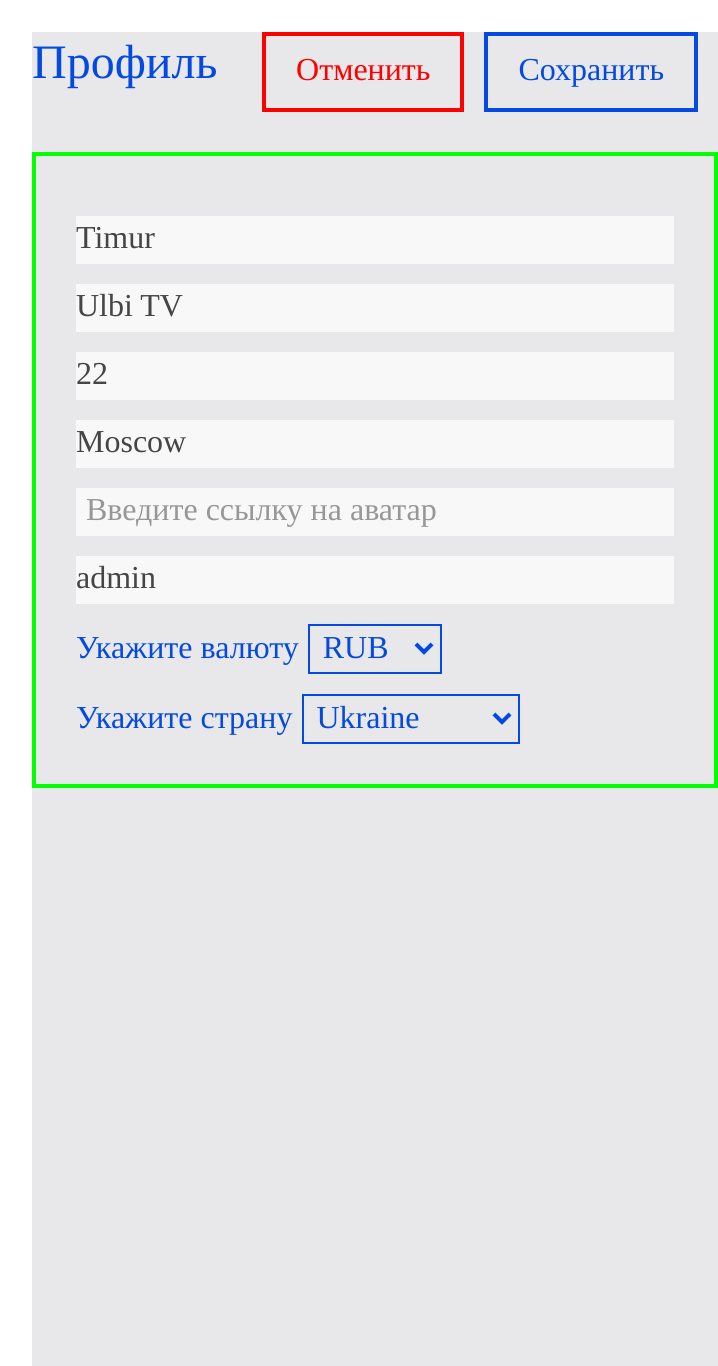 Профиль Отменить Сохранить
Timur
Ulbi TV
22
Moscow
Введите ссылку на аватар
admin
Укажите валюту RUB
Укажите страну Ukraine